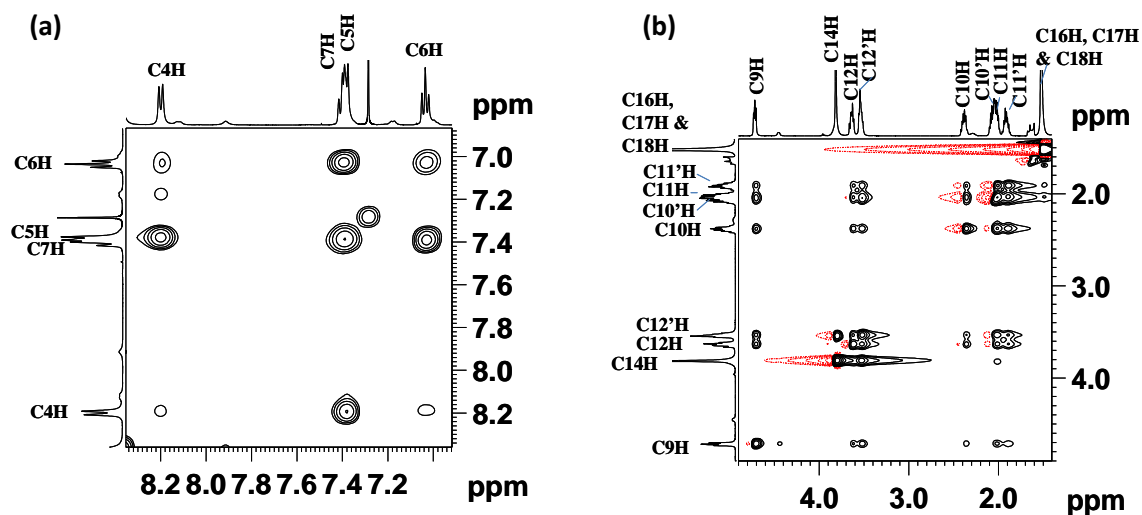 (a)
C4H
C7H
C5H
C6H
ppm
C6H
C5H
C7H
C4H
7.0
7.2
7.4
7.6
7.8
8.0
8.2
8.2 8.0 7.8 7.6 7.4 7.2
ppm
(b)
C9H
C14H
C12H
C12’H
C10H
C10’H
C11H
C11’H
C16H, C17H
& C18H
ppm
C16H,
C17H &
C18H
C11’H
C11H
C10’H
C10H
C12’H
C12H
C14H
C9H
2.0
3.0
4.0
4.0 3.0 2.0
ppm